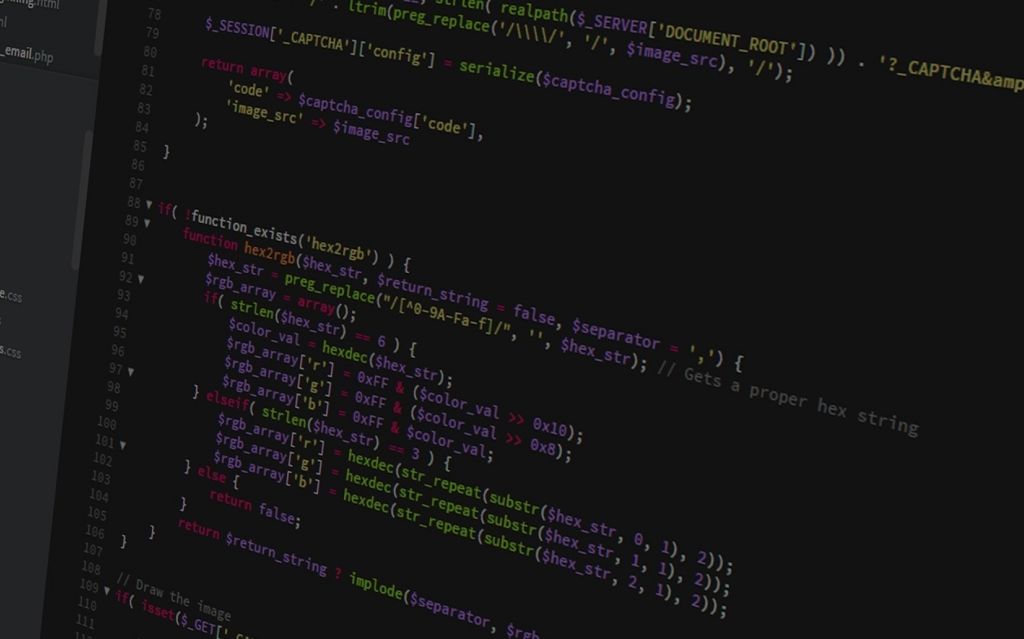 78
79
80
81
82
83
84
85
86
87
88
89
90
91
92
93
94
95
96
97
98
99
100
101
102
103
104
105
106
107
108
109
110
111
.html
_email.php
e.css
s.css
strlen( realpath($_SERVER['DOCUMENT_ROOT']) )) . '?_CAPTCHA&amp
. ltrim(preg_replace('/\\\\/', '/', $image_src), '/');
$_SESSION['_CAPTCHA']['config'] = serialize($captcha_config);
return array(
'code' => $captcha_config['code'],
'image_src' => $image_src
);
}
if( !function_exists('hex2rgb') ) {
function hex2rgb($hex_str, $return_string = false, $separator = ',') {
$hex_str = preg_replace("/[^0-9A-Fa-f]/", '', $hex_str); // Gets a proper hex string
$rgb_array = array();
if( strlen($hex_str) == 6 ) {
$color_val = hexdec($hex_str);
$rgb_array['r'] = 0xFF & ($color_val >> 0x10);
$rgb_array['g'] = 0xFF & ($color_val >> 0x8);
$rgb_array['b'] = 0xFF & $color_val;
} elseif( strlen($hex_str) == 3 ) {
$rgb_array['r'] = hexdec(str_repeat(substr($hex_str, 0, 1), 2));
$rgb_array['g'] = hexdec(str_repeat(substr($hex_str, 1, 1), 2));
$rgb_array['b'] = hexdec(str_repeat(substr($hex_str, 2, 1), 2));
} else {
return false;
}
return $return_string ? implode($separator, $rgb
}
}
// Draw the image
if( isset($_GET['